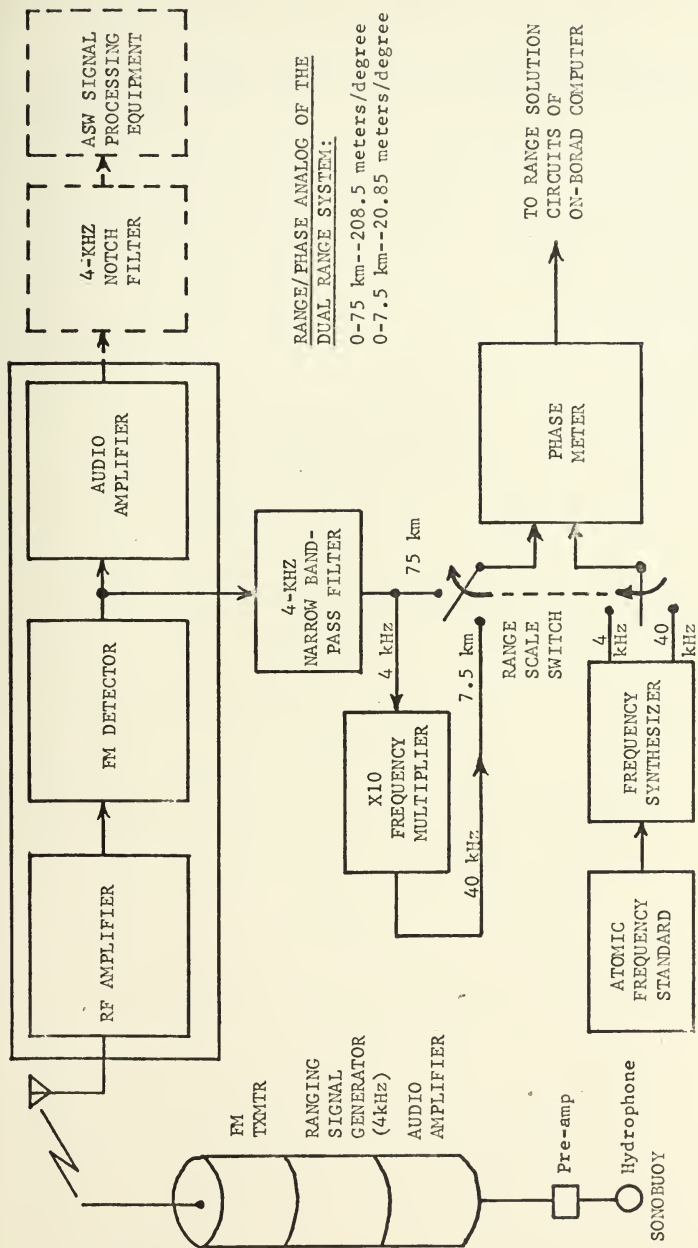 RF AMPLIFIER
FM DETECTOR
AUDIO
AMPLIFIER
4-KHZ
NOTCH
FILTER
ASW SIGNAL
PROCESSING
EQUIPMENT
FM
TXMTR
RANGING
SIGNAL
GENERATOR
(4kHz)
AUDIO
AMPLIFIER
Pre-amp
Hydrophone
SONOBUOY
4-KHZ
NARROW BAND-
PASS FILTER
4 kHz
75 km
X10
FREQUENCY
MULTIPLIER
40 kHz
7.5 km
RANGE
SCALE
SWITCH
4
kHz
40
kHz
ATOMIC
FREQUENCY
STANDARD
FREQUENCY
SYNTHESIZER
PHASE
METER
TO RANGE SOLUTION
CIRCUITS OF
ON-BORAD COMPUTER
RANGE/PHASE ANALOG OF THE
DUAL RANGE SYSTEM:
0-75 km--208.5 meters/degree
0-7.5 km--20.85 meters/degree